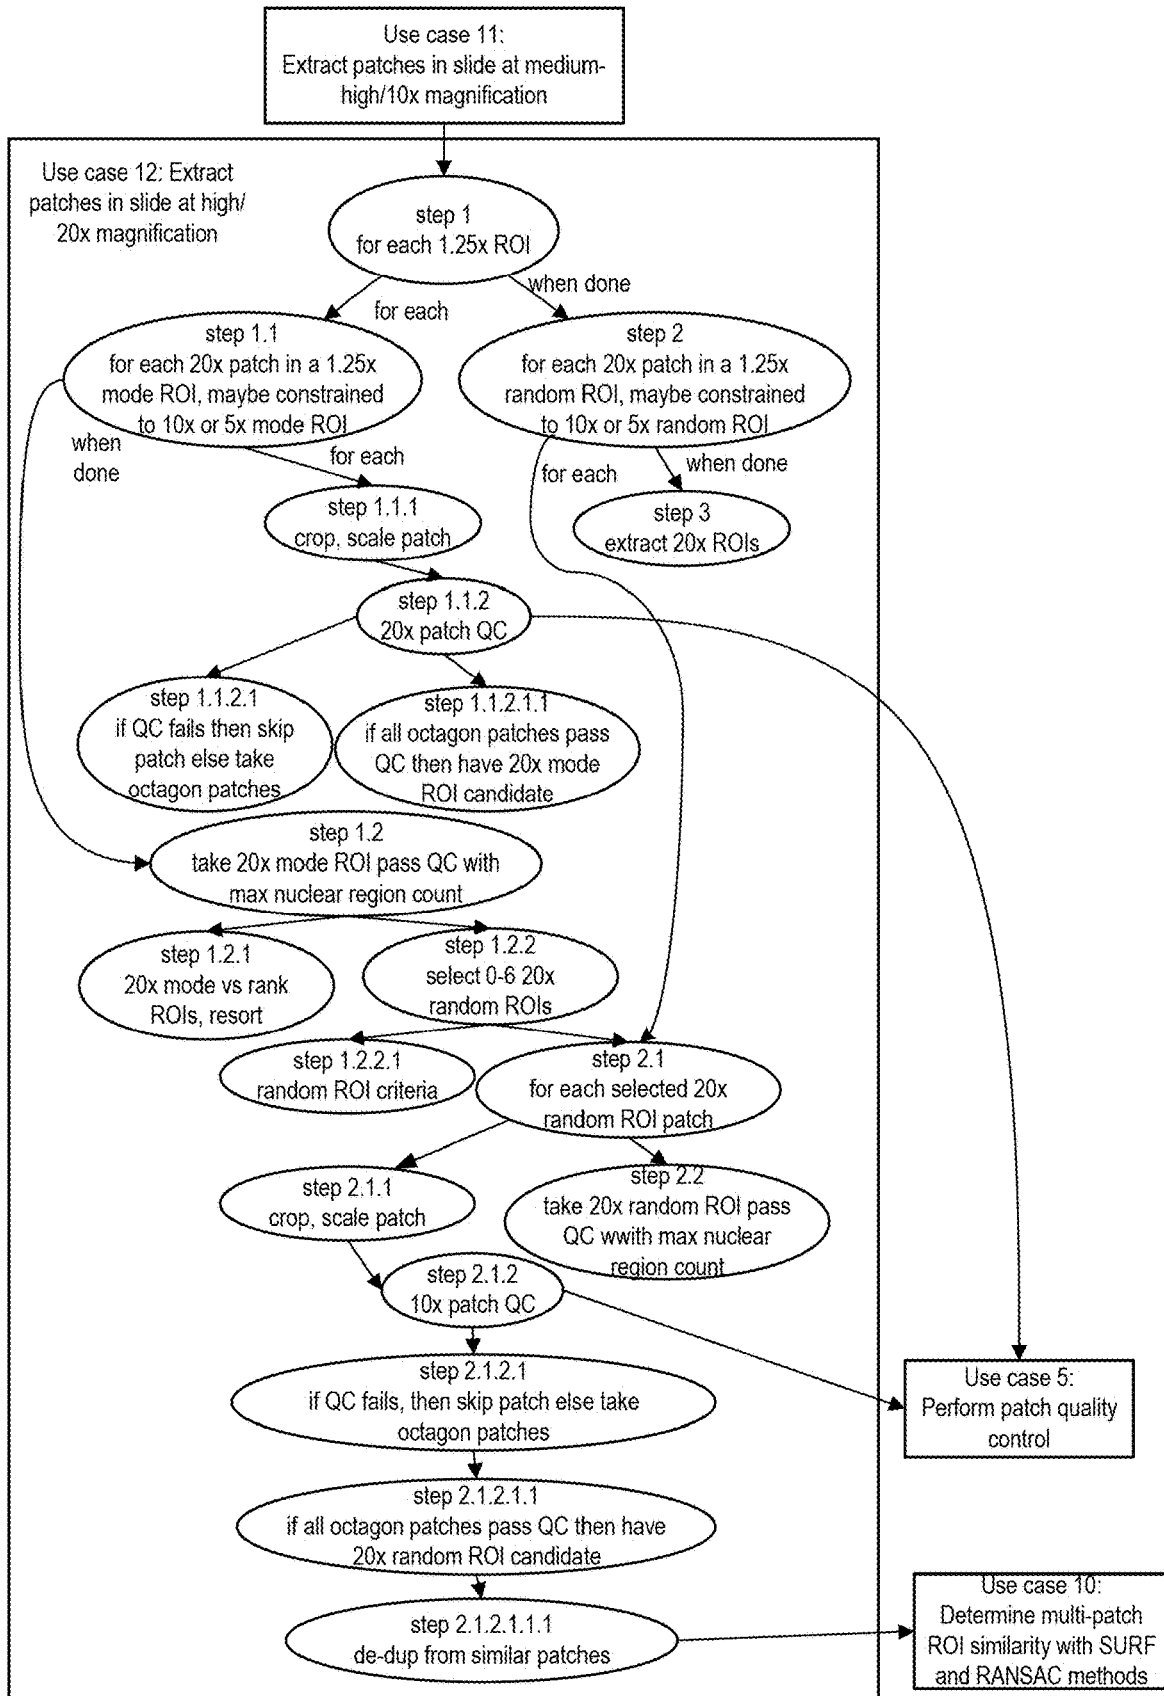 Use case 11:
Extract patches in slide at medium-
high/10x magnification
Use case 12: Extract
patches in slide at high/
20x magnification
step 1
for each 1.25x ROI
when done
for each
step 1.1
for each 20x patch in a 1.25x
mode ROI, maybe constrained
to 10x or 5x mode ROI
step 2
for each 20x patch in a 1.25x
random ROI, maybe constrained
to 10x or 5x random ROI
when
done
for each
for each
when done
step 1.1.1
crop, scale patch
step 3
extract 20x ROIs
step 1.1.2
20x patch QC
step 1.1.2.1
if QC fails then skip
patch else take
octagon patches
step 1.1.2.1.1
if all octagon patches pass
QC then have 20x mode
ROI candidate
step 1.2
take 20x mode ROI pass QC with
max nuclear region count
step 1.2.1
20x mode vs rank
ROIs, resort
step 1.2.2
select 0-6 20x
random ROIs
step 1.2.2.1
random ROI criteria
step 2.1
for each selected 20x
random ROI patch
step 2.1.1
crop, scale patch
step 2.2
take 20x random ROI pass
QC wwith max nuclear
region count
step 2.1.2
10x patch QC
step 2.1.2.1
if QC fails, then skip patch else take
octagon patches
Use case 5:
Perform patch quality
control
step 2.1.2.1.1
if all octagon patches pass QC then have
20x random ROI candidate
step 2.1.2.1.1.1
de-dup from similar patches
Use case 10:
Determine multi-patch
ROI similarity with SURF
and RANSAC methods